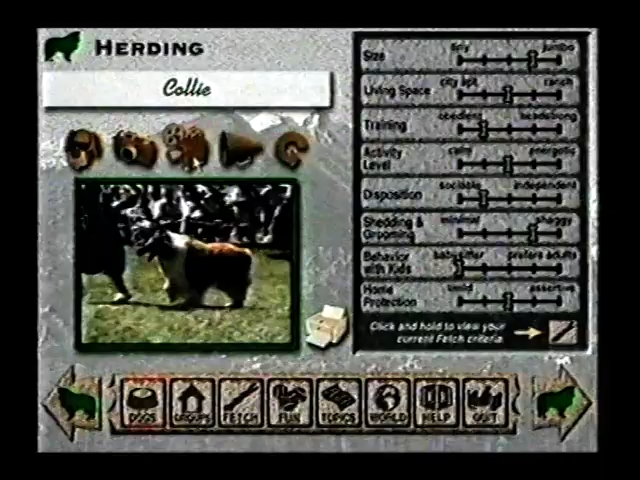 HERDING
Collie
Size tiny jumbo
Living Space city apt. ranch
Training obedient headstrong
Activity Level calm energetic
Disposition sociable independent
Shedding & Grooming minimal shaggy
Behavior with Kids babysitter prefers adults
Home Protection timid assertive
Click and hold to view your
current Fetch criteria
DOGS GROUPS FETCH FUN TOPICS WORLD HELP QUIT